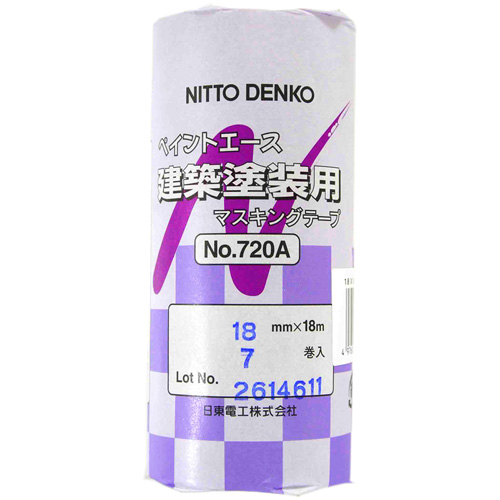 NITTO DENKO
ペイントエース
建築塗装用
マスキングテープ
No.720A
18 mm×18m
7 巻入
Lot No. 2614611
日東電工株式会社